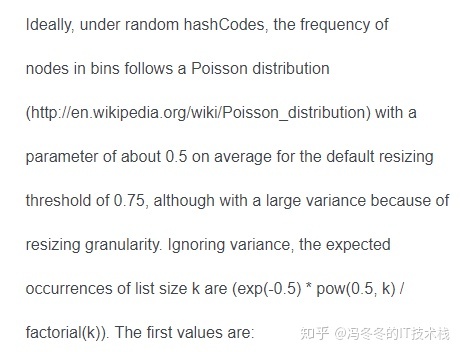 Ideally, under random hashCodes, the frequency of
nodes in bins follows a Poisson distribution
(http://en.wikipedia.org/wiki/Poisson_distribution) with a
parameter of about 0.5 on average for the default resizing
threshold of 0.75, although with a large variance because of
resizing granularity. Ignoring variance, the expected
occurrences of list size k are (exp(-0.5) * pow(0.5, k) /
factorial(k)). The first values are:
知乎 @冯冬冬的IT技术栈